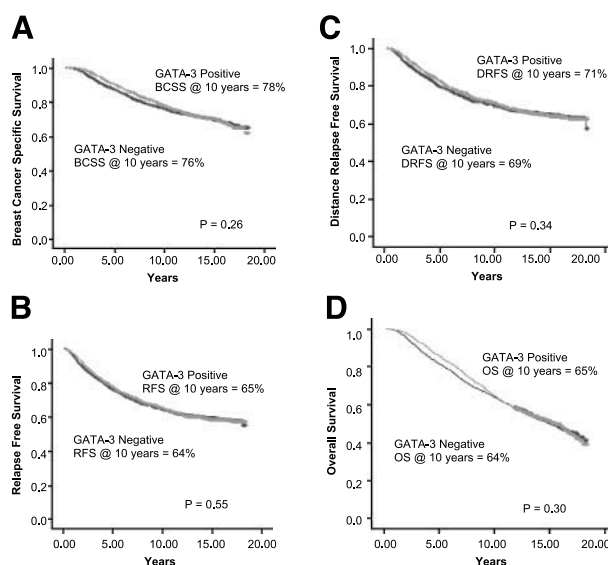 A
Breast Cancer Specific Survival
1.0
0.8
0.6
0.4
0.2
0.0
GATA-3 Positive
BCSS @ 10 years = 78%
GATA-3 Negative
BCSS @ 10 years = 76%
P = 0.26
0.00 5.00 10.00 15.00 20.00
Years
B
Relapse Free Survival
1.0
0.8
0.6
0.4
0.2
0.0
GATA-3 Positive
RFS @ 10 years = 65%
GATA-3 Negative
RFS @ 10 years = 64%
P = 0.55
0.00 5.00 10.00 15.00 20.00
Years
C
Distance Relapse Free Survival
1.0
0.8
0.6
0.4
0.2
0.0
GATA-3 Positive
DRFS @ 10 years = 71%
GATA-3 Negative
DRFS @ 10 years = 69%
P = 0.34
0.00 5.00 10.00 15.00 20.00
Years
D
Overall Survival
1.0
0.8
0.6
0.4
0.2
0.0
GATA-3 Positive
OS @ 10 years = 65%
GATA-3 Negative
OS @ 10 years = 64%
P = 0.30
0.00 5.00 10.00 15.00 20.00
Years